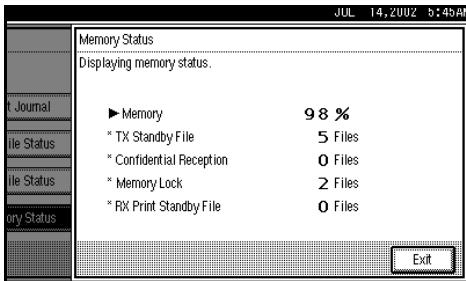 JUL 14,2002 5:45AM
Memory Status
Displaying memory status.
t Journal
▶ Memory 98 %
ile Status
* TX Standby File 5 Files
* Confidential Reception 0 Files
ile Status
* Memory Lock 2 Files
ory Status
* RX Print Standby File 0 Files
Exit